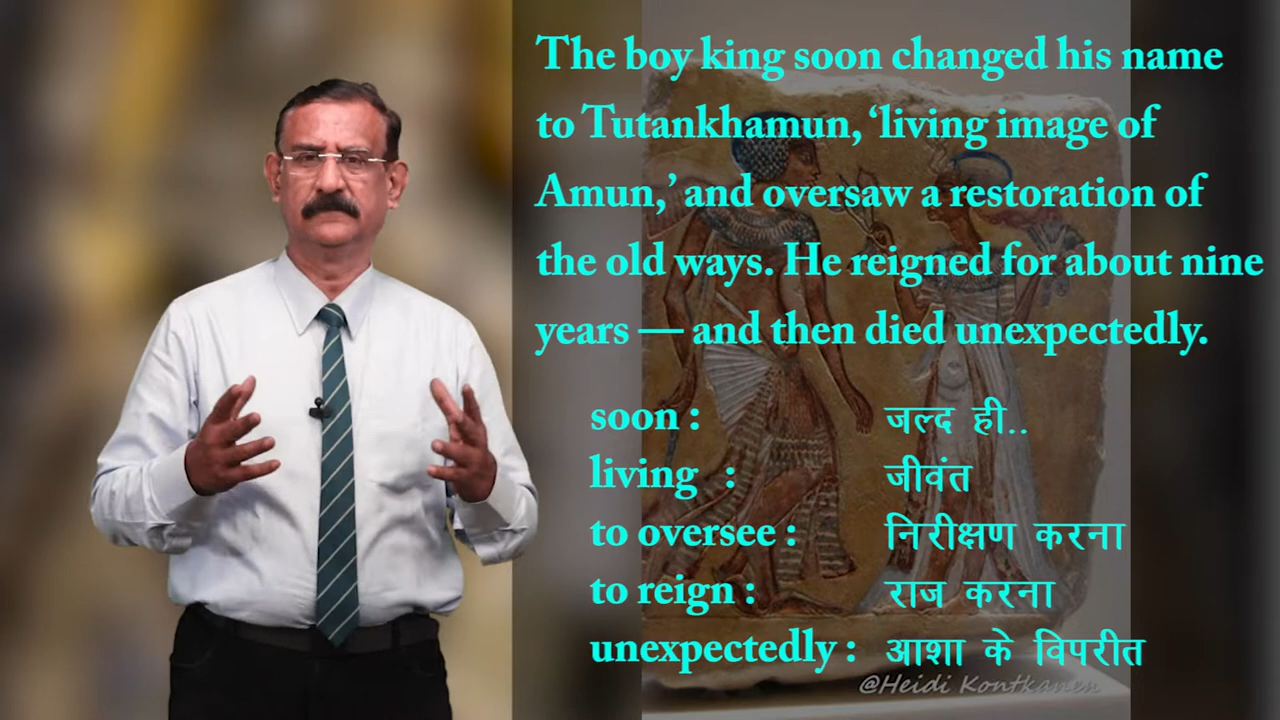 The boy king soon changed his name
to Tutankhamun, ‘living image of
Amun,’ and oversaw a restoration of
the old ways. He reigned for about nine
years — and then died unexpectedly.
soon : जल्द ही..
living : जीवंत
to oversee : निरीक्षण करना
to reign : राज करना
unexpectedly : आशा के विपरीत
@Heidi Kontkanen